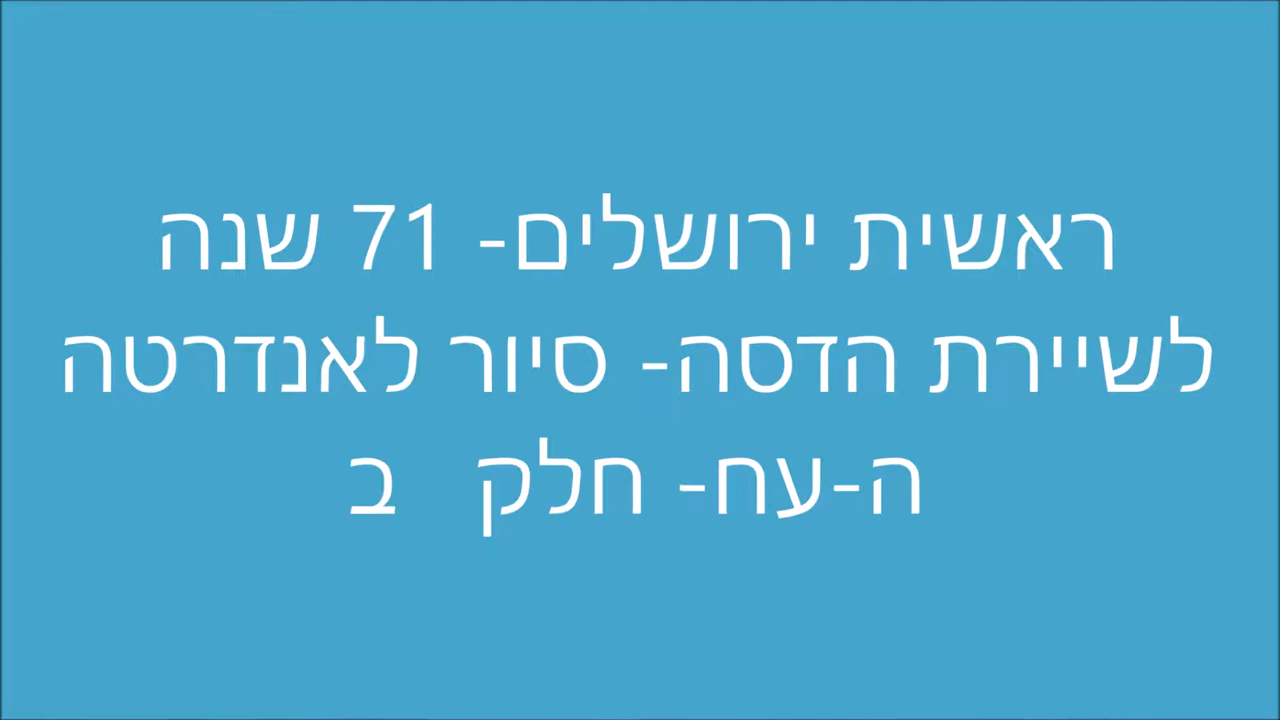 ראשית ירושלים- 71 שנה
לשיירת הדסה- סיור לאנדרטה
ה-עח- חלק ב